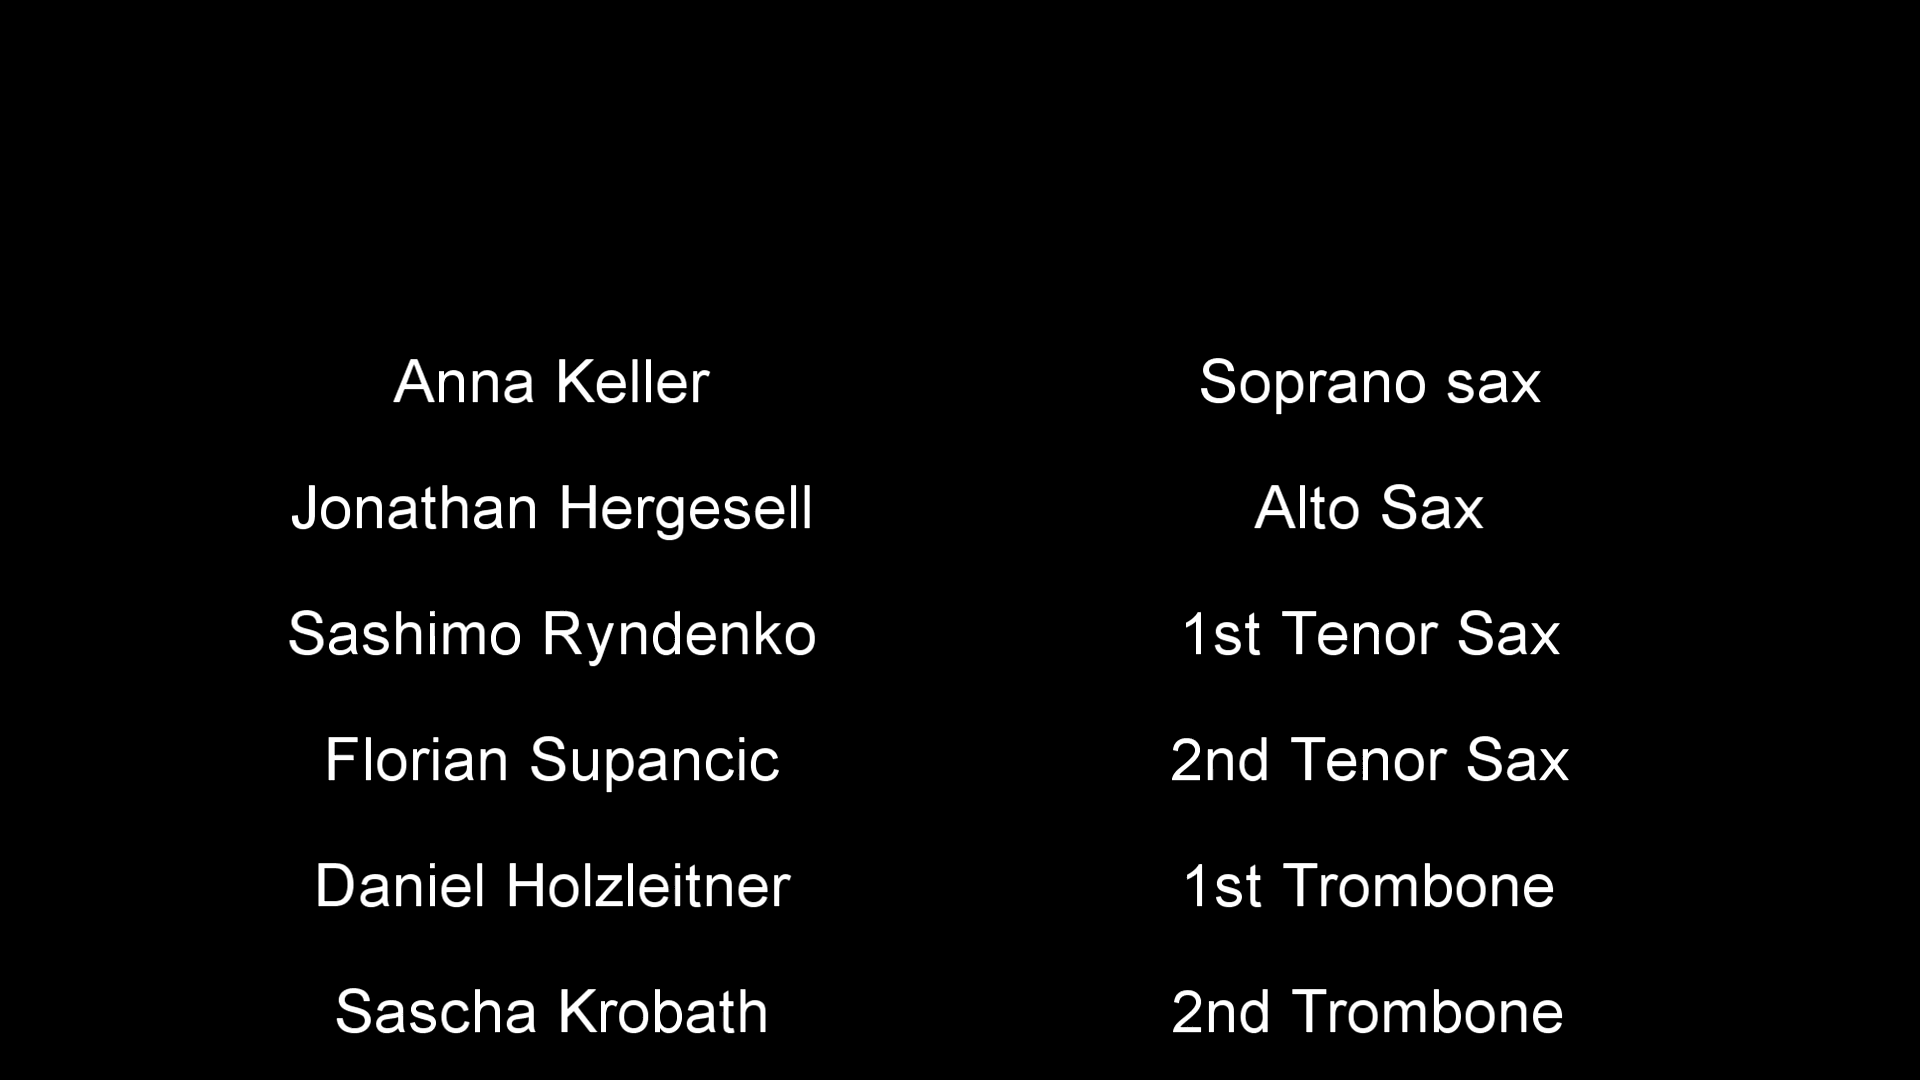 Anna Keller Soprano sax
Jonathan Hergesell Alto Sax
Sashimo Ryndenko 1st Tenor Sax
Florian Supancic 2nd Tenor Sax
Daniel Holzleitner 1st Trombone
Sascha Krobath 2nd Trombone